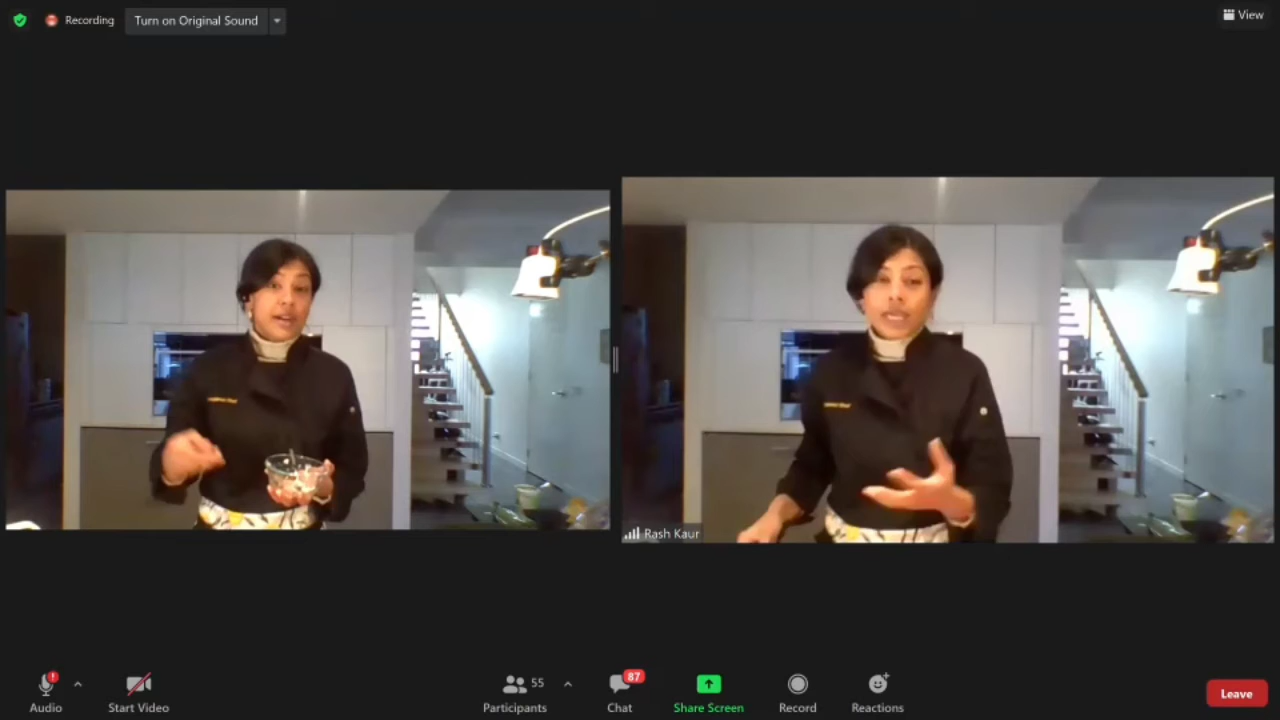 Recording
Turn on Original Sound
View
Rash Kaur
Audio
Start Video
55
Participants
87
Chat
Share Screen
Record
Reactions
Leave